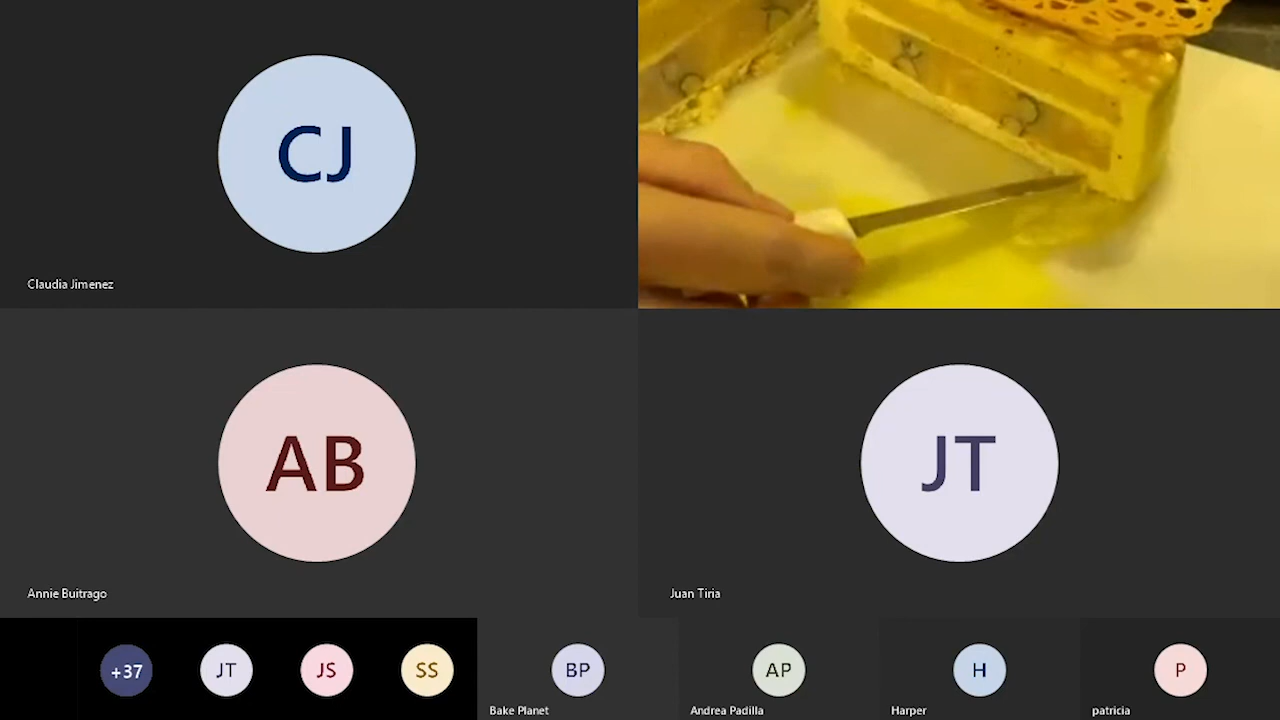 CJ
Claudia Jimenez
AB
Annie Buitrago
JT
Juan Tiria
+37
JT
JS
SS
BP
Bake Planet
AP
Andrea Padilla
H
Harper
P
patricia